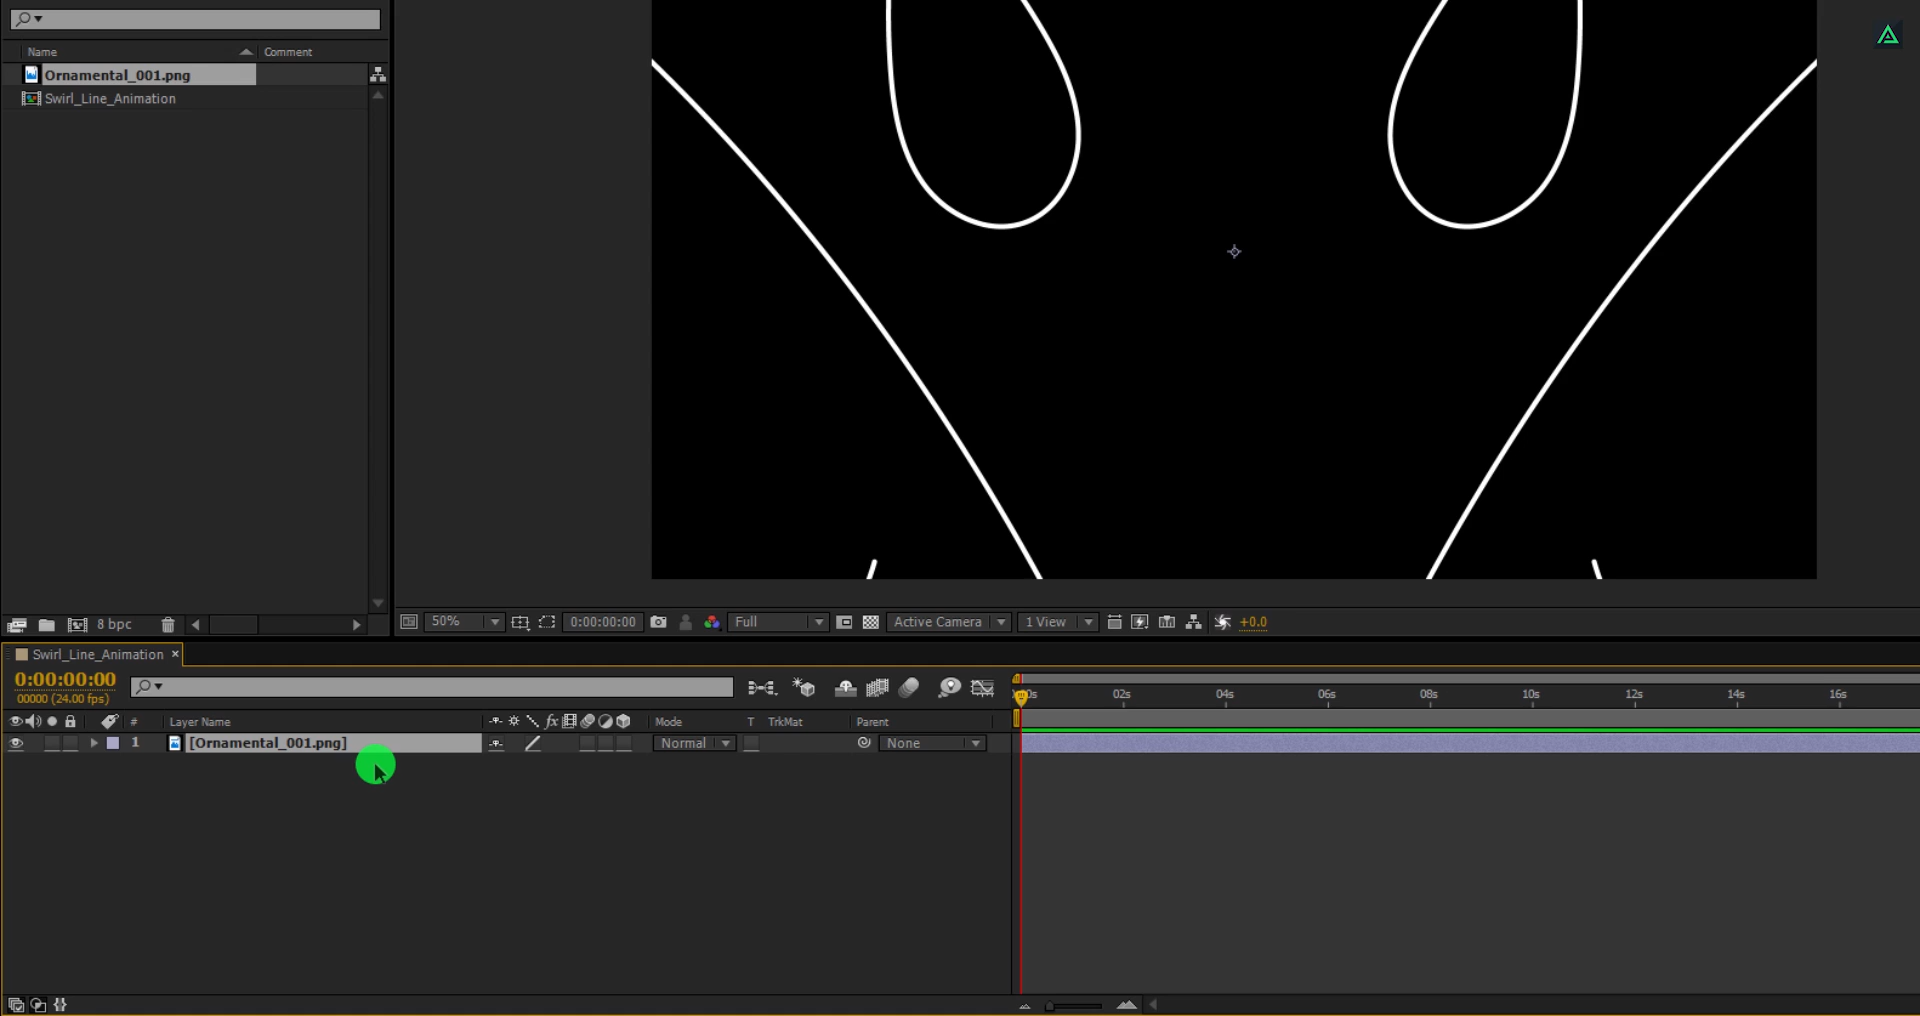 Name Comment
Ornamental_001.png
Swirl_Line_Animation
8 bpc
50% 0:00:00:00 Full Active Camera 1 View +0.0
Swirl_Line_Animation ×
0:00:00:00
00000 (24.00 fps)
02s 04s 06s 08s 10s 12s 14s 16s
# Layer Name fx Mode T TrkMat Parent
1 [Ornamental_001.png] Normal None